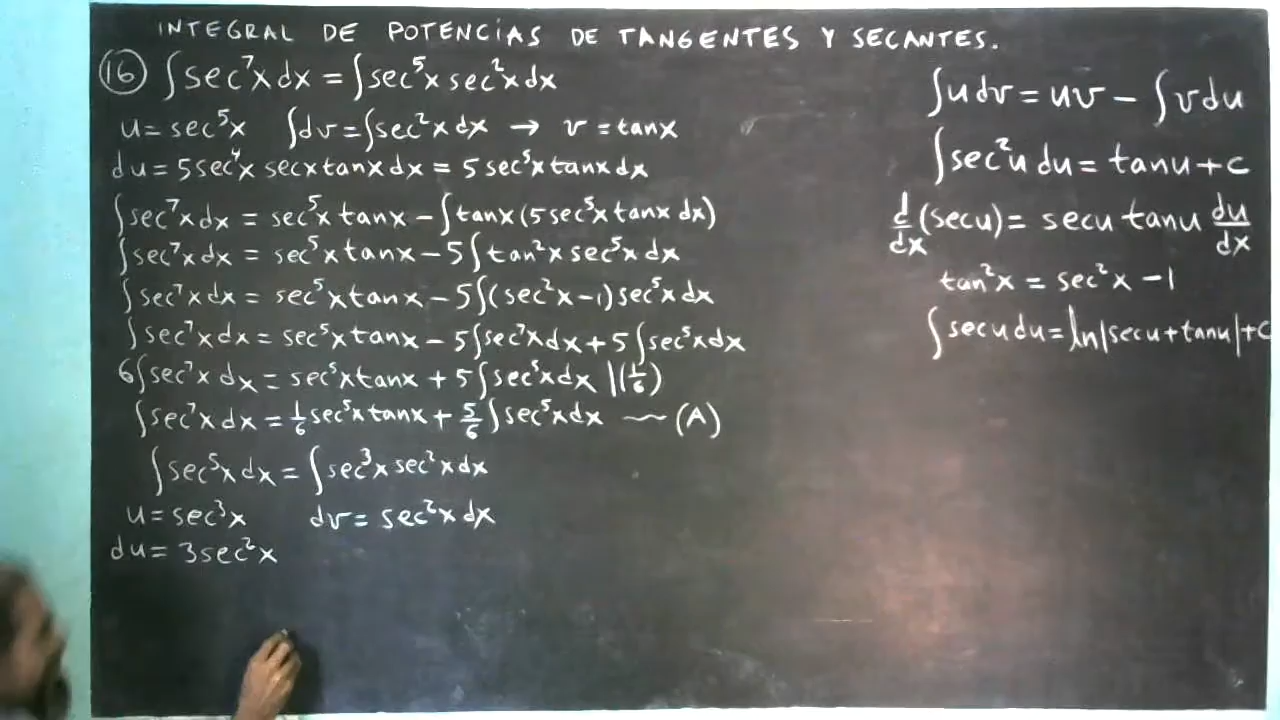 INTEGRAL DE POTENCIAS DE TANGENTES Y SECANTES.
(16) ∫sec⁷x dx = ∫sec⁵x sec²x dx
u = sec⁵x ∫dv = ∫sec²x dx → v = tanx
du = 5sec⁴x secx tanx dx = 5 sec⁵x tanx dx
∫sec⁷x dx = sec⁵x tanx − ∫tanx (5 sec⁵x tanx dx)
∫sec⁷x dx = sec⁵x tanx − 5∫tan²x sec⁵x dx
∫sec⁷x dx = sec⁵x tanx − 5∫(sec²x −1) sec⁵x dx
∫sec⁷x dx = sec⁵x tanx − 5∫sec⁷x dx + 5∫sec⁵x dx
6∫sec⁷x dx = sec⁵x tanx + 5∫sec⁵x dx |(1/6)
∫sec⁷x dx = 1/6 sec⁵x tanx + 5/6 ∫sec⁵x dx ~ (A)
∫sec⁵x dx = ∫sec³x sec²x dx
u = sec³x dv = sec²x dx
du = 3sec²x
∫u dv = uv − ∫v du
∫sec²u du = tanu + c
d/dx (secu) = secu tanu du/dx
tan²x = sec²x −1
∫secu du = ln|secu + tanu| + c